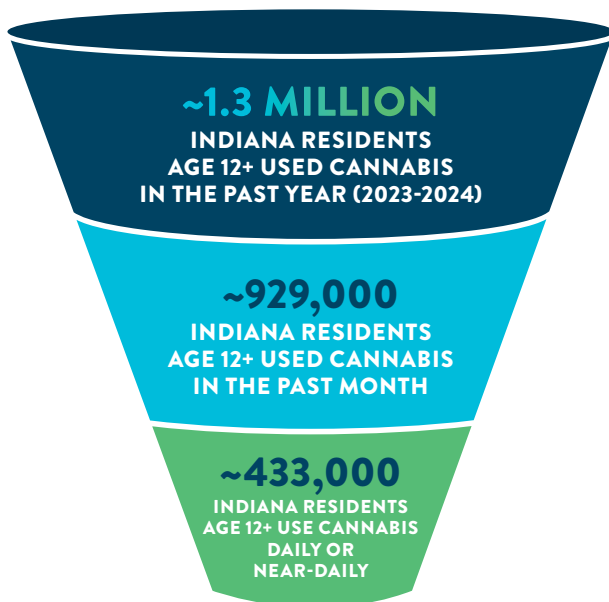 ~1.3 MILLION
INDIANA RESIDENTS
AGE 12+ USED CANNABIS
IN THE PAST YEAR (2023-2024)
~929,000
INDIANA RESIDENTS
AGE 12+ USED CANNABIS
IN THE PAST MONTH
~433,000
INDIANA RESIDENTS
AGE 12+ USE CANNABIS
DAILY OR
NEAR-DAILY